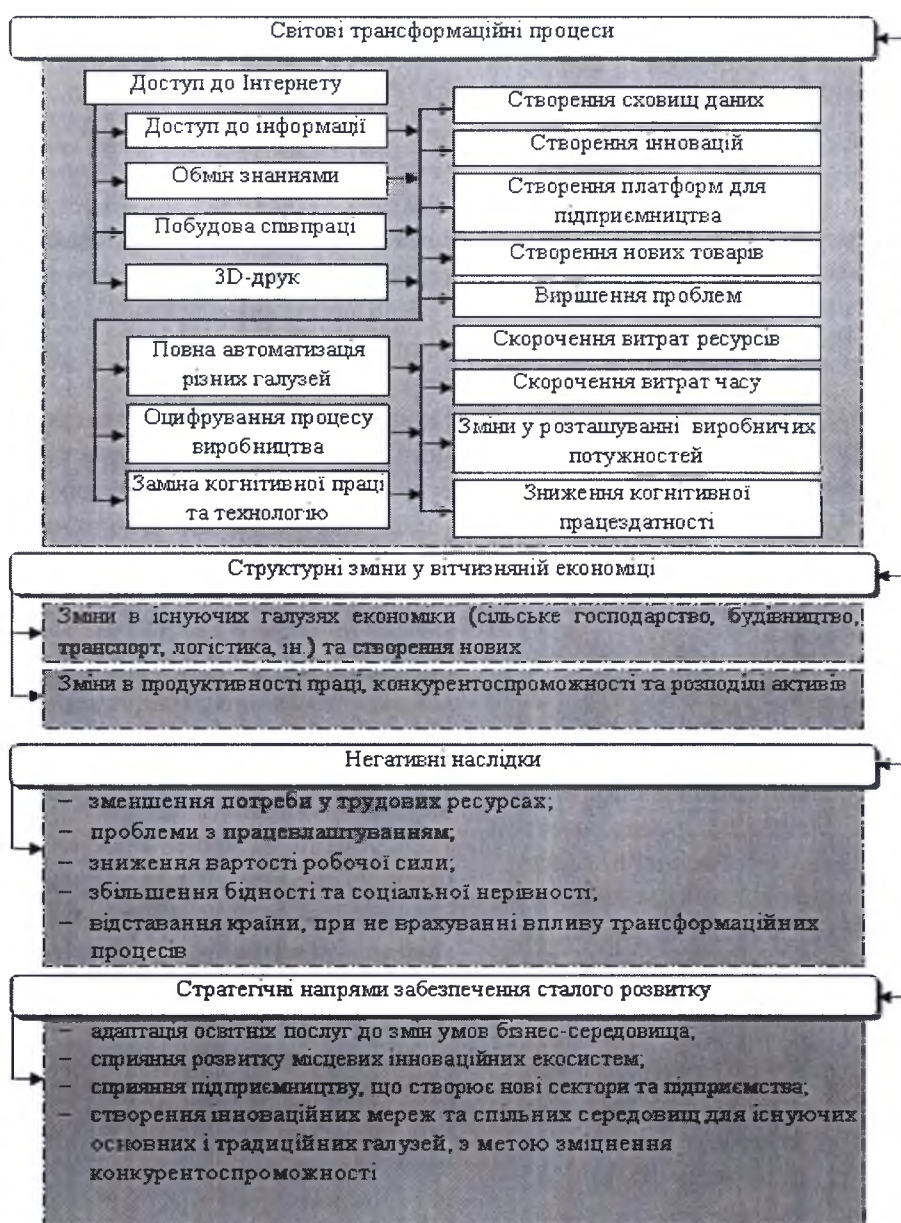 Світові трансформаційні процеси
Доступ до Інтернету
Доступ до інформації
Обмін знаннями
Побудова співпраці
3D-друк
Створення сховищ даних
Створення інновацій
Створення платформ для
підприємництва
Створення нових товарів
Вирішення проблем
Повна автоматизація
різних галузей
Оцифрування процесу
виробництва
Заміна когнітивної праці
та технологію
Скорочення витрат ресурсів
Скорочення витрат часу
Зміни у розташуванні виробничих
потужностей
Зниження когнітивної
працездатності
Структурні зміни у вітчизняній економіці
Зміни в існуючих галузях економіки (сільське господарство, будівництво,
транспорт, логістика, ін.) та створення нових
Зміни в продуктивності праці, конкурентоспроможності та розподілі активів
Негативні наслідки
– зменшення потреби у трудових ресурсах;
– проблеми з працевлаштуванням;
– зниження вартості робочої сили;
– збільшення бідності та соціальної нерівності;
– відставання країни, при не врахуванні впливу трансформаційних
процесів
Стратегічні напрями забезпечення сталого розвитку
– адаптація освітніх послуг до змін умов бізнес-середовища;
– сприяння розвитку місцевих інноваційних екосистем;
– сприяння підприємництву, що створює нові сектори та підприємства;
– створення інноваційних мереж та спільних середовищ для існуючих
основних і традиційних галузей, з метою зміцнення
конкурентоспроможності